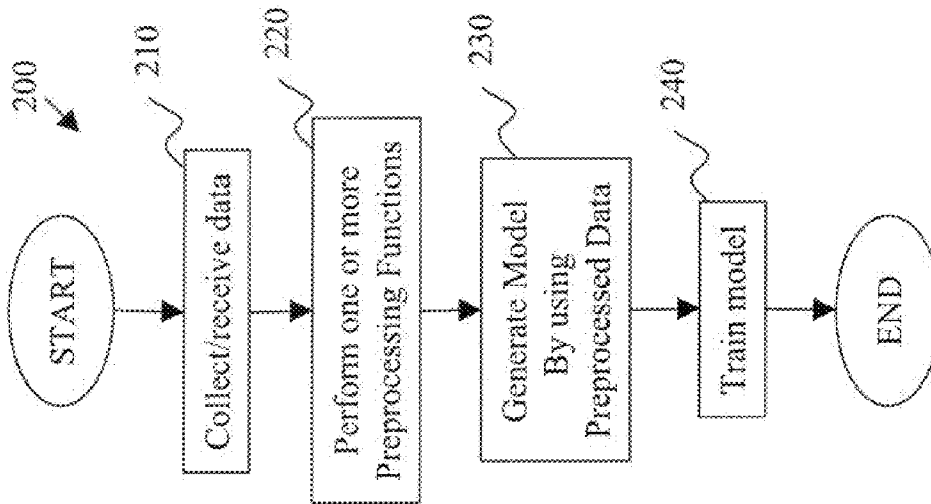 200
START
210
Collect/receive data
220
Perform one or more
Preprocessing Functions
230
Generate Model
By using
Preprocessed Data
240
Train model
END